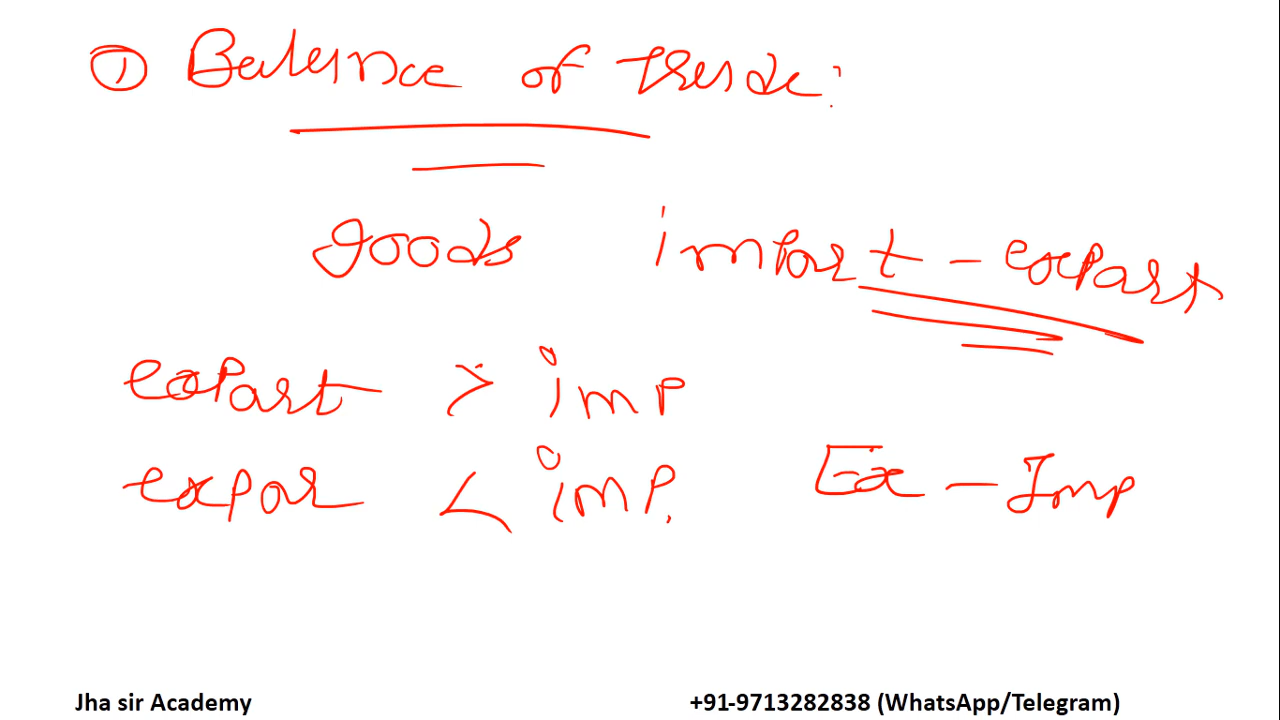 ① Balance of trade:
goods import - export
export > imp
expor < imp. Ex - Imp
Jha sir Academy +91-9713282838 (WhatsApp/Telegram)